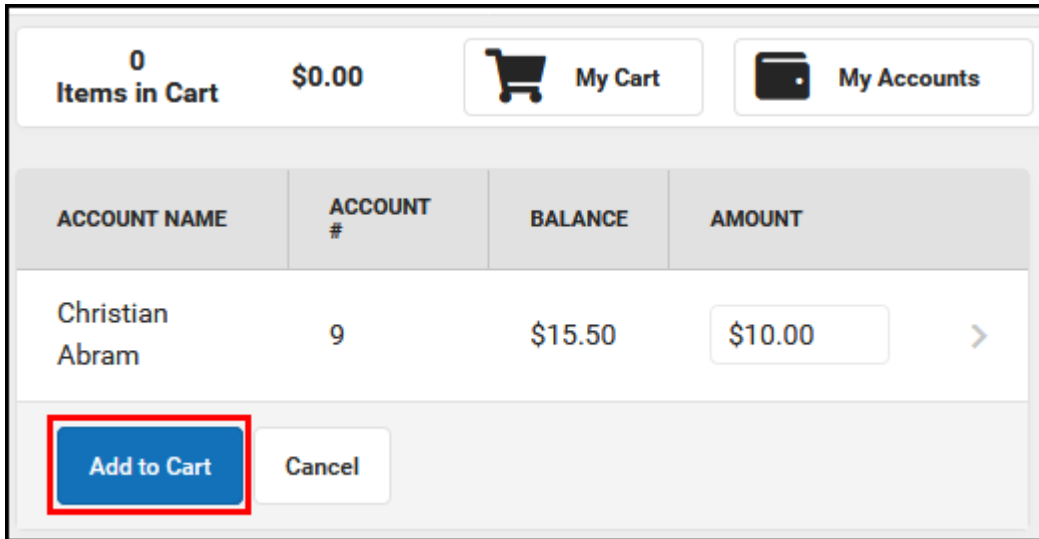 0
Items in Cart
$0.00
My Cart
My Accounts
ACCOUNT NAME
ACCOUNT
#
BALANCE
AMOUNT
Christian
Abram
9
$15.50
$10.00
Add to Cart
Cancel